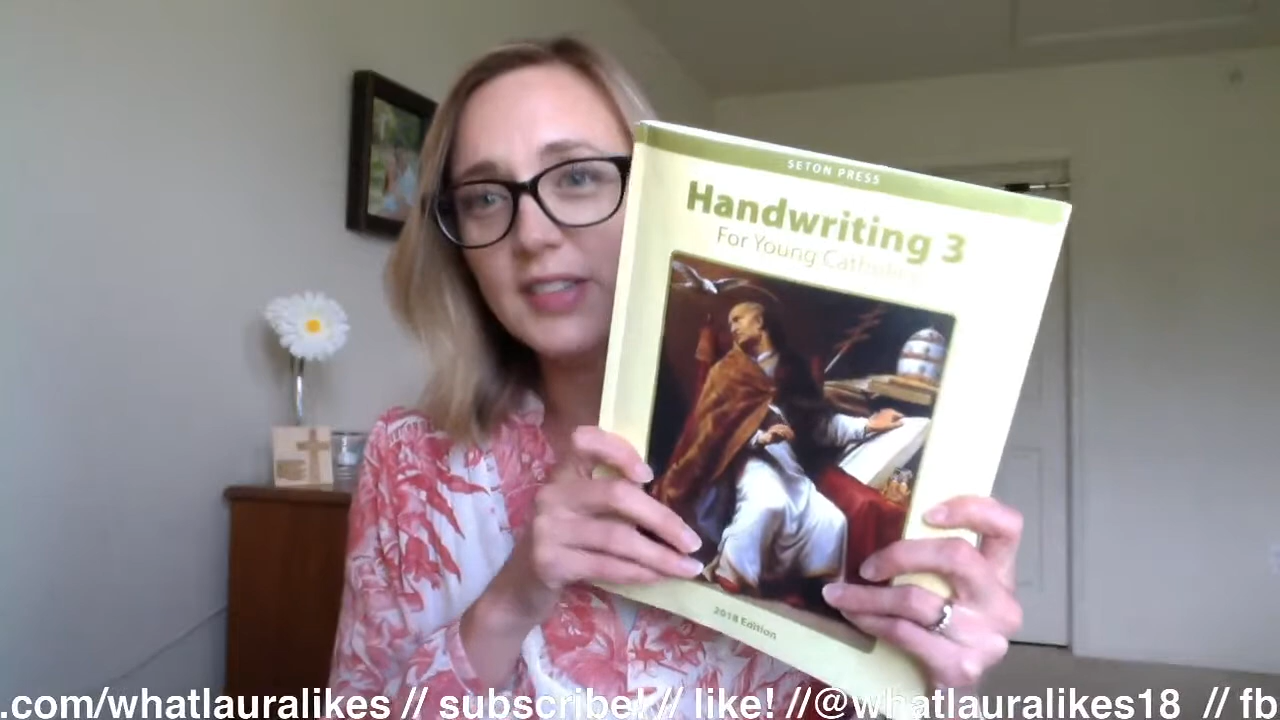 SETON PRESS
Handwriting 3
For Young Catholics
2018 Edition
.com/whatlauralikes // subscribe! // like! //@whatlauralikes18 // fb